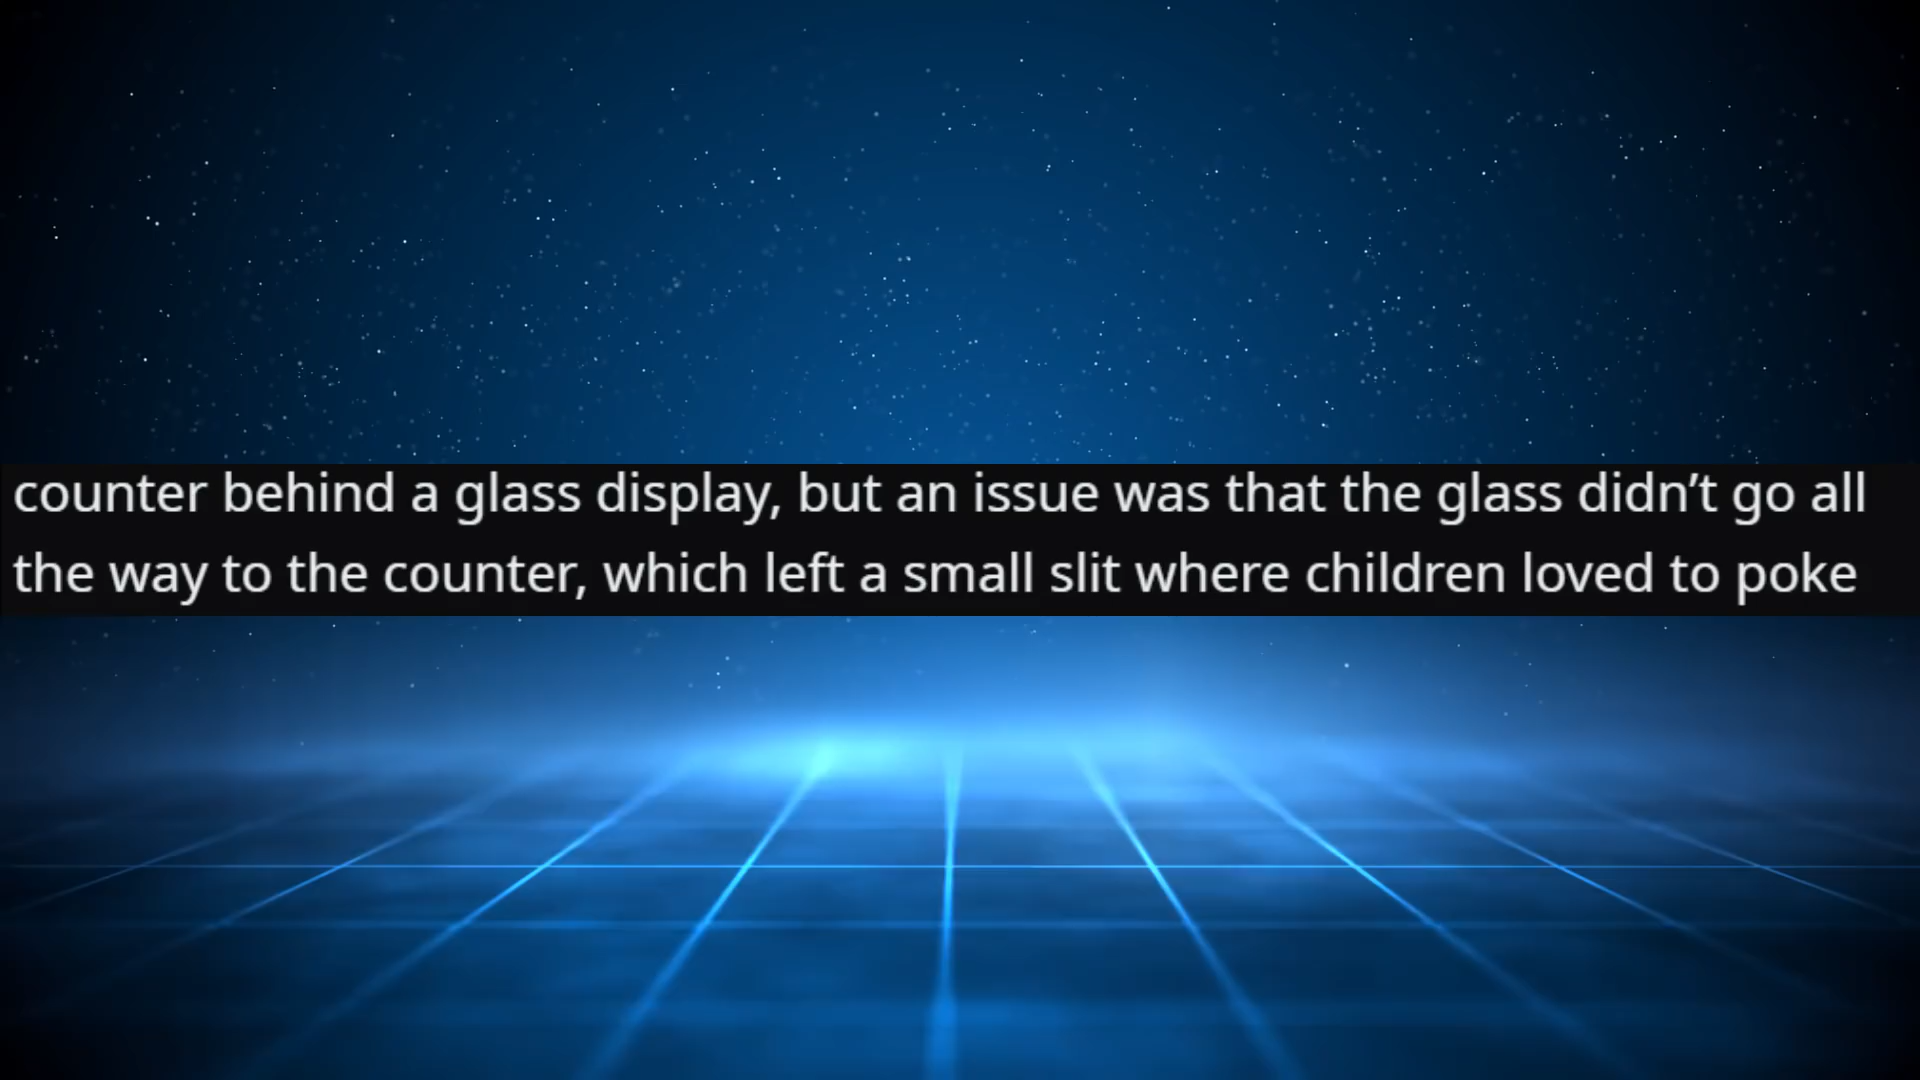 counter behind a glass display, but an issue was that the glass didn’t go all
the way to the counter, which left a small slit where children loved to poke